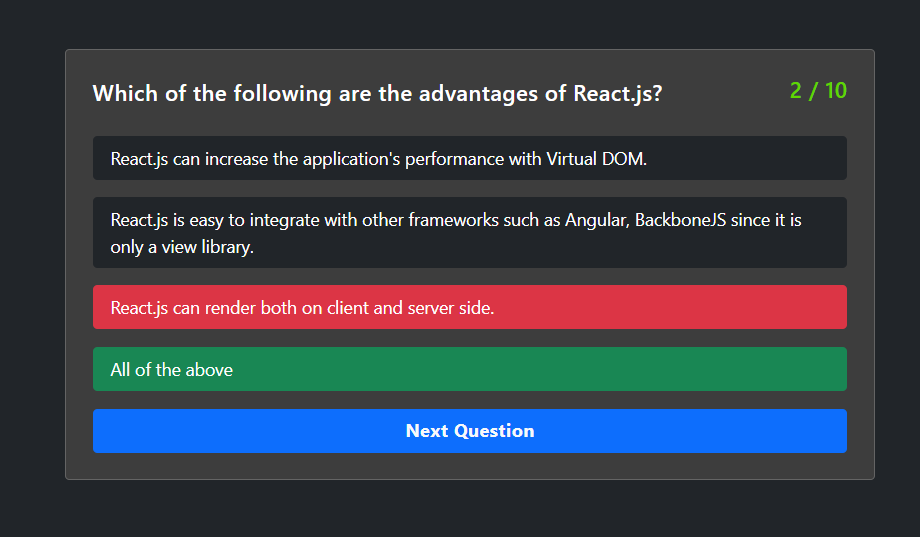 Which of the following are the advantages of React.js?
2 / 10
React.js can increase the application's performance with Virtual DOM.
React.js is easy to integrate with other frameworks such as Angular, BackboneJS since it is
only a view library.
React.js can render both on client and server side.
All of the above
Next Question